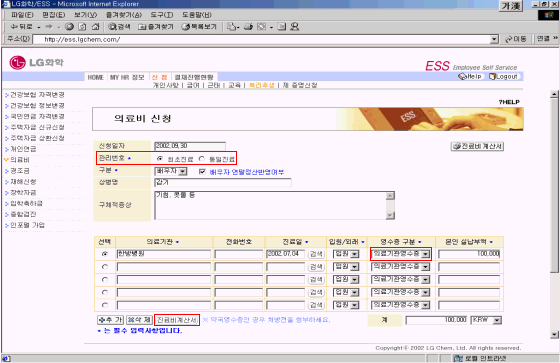 LG화학/ESS - Microsoft Internet Explorer 가漢
파일(F) 편집(E) 보기(V) 즐겨찾기(A) 도구(T) 도움말(H)
뒤로 검색 즐겨찾기 목록보기
주소(D) http://ess.lgchem.com/ 이동 연결 »
LG화학 ESS Employee Self Service
Help Logout
HOME MY HR 정보 신 청 결재진행현황
개인사항 | 급여 | 근태 | 교육 | 복리후생 | 제 증명신청
건강보험 자격변경
건강보험 정보변경
국민연금 자격변경
주택자금 신규신청
주택자금 상환신청
개인연금
의료비
경조금
재해신청
장학자금
입학축하금
종합검진
인포멜 가입
?HELP
의료비 신청
신청일자 2002.09.30 진료비계산서
관리번호 최초진료 동일진료
구분 배우자 배우자 연말정산반영여부
상병명 감기
구체적증상 기침, 콧물 등
선택 의료기관 전화번호 진료일 입원/외래 영수증 구분 본인 실납부액
한방병원 2002.07.04 검색 입원 의료기관영수증 100,000
검색 입원 의료기관영수증
검색 입원 의료기관영수증
검색 입원 의료기관영수증
검색 입원 의료기관영수증
추 가 삭 제 진료비계산서 ※ 약국영수증인 경우 처방전을 첨부하세요. 계 100,000 KRW
는 필수 입력사항입니다.
Copyright© 2002 LG Chem, Ltd. All rights reserved.
로컬 인트라넷